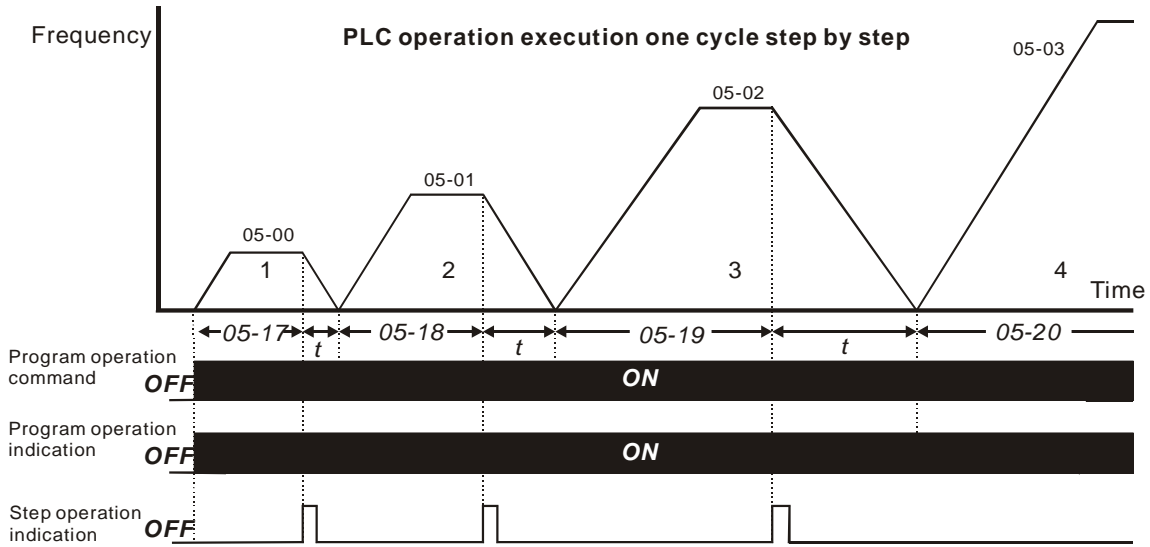 Frequency
PLC operation execution one cycle step by step
05-03
05-02
05-01
05-00
1
2
3
4
Time
05-17
t
05-18
t
05-19
t
05-20
Program operation
command
OFF
ON
Program operation
indication
OFF
ON
Step operation
indication
OFF